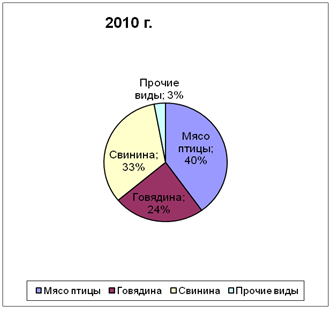 2010 г.
Прочие
виды; 3%
Мясо
птицы;
40%
Свинина;
33%
Говядина;
24%
Мясо птицы Говядина Свинина Прочие виды